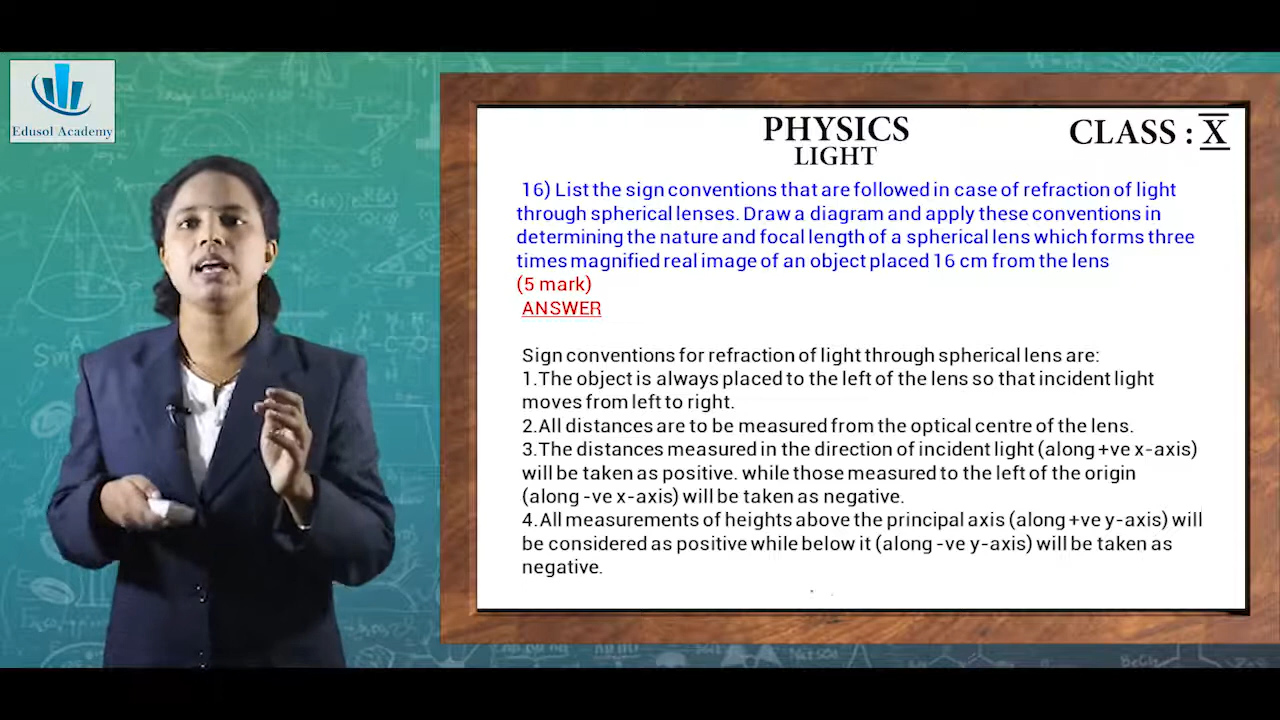 Edusol Academy
PHYSICS
LIGHT
CLASS : X
16) List the sign conventions that are followed in case of refraction of light
through spherical lenses. Draw a diagram and apply these conventions in
determining the nature and focal length of a spherical lens which forms three
times magnified real image of an object placed 16 cm from the lens
(5 mark)
ANSWER
Sign conventions for refraction of light through spherical lens are:
1.The object is always placed to the left of the lens so that incident light
moves from left to right.
2.All distances are to be measured from the optical centre of the lens.
3.The distances measured in the direction of incident light (along +ve x-axis)
will be taken as positive. while those measured to the left of the origin
(along -ve x-axis) will be taken as negative.
4.All measurements of heights above the principal axis (along +ve y-axis) will
be considered as positive while below it (along -ve y-axis) will be taken as
negative.